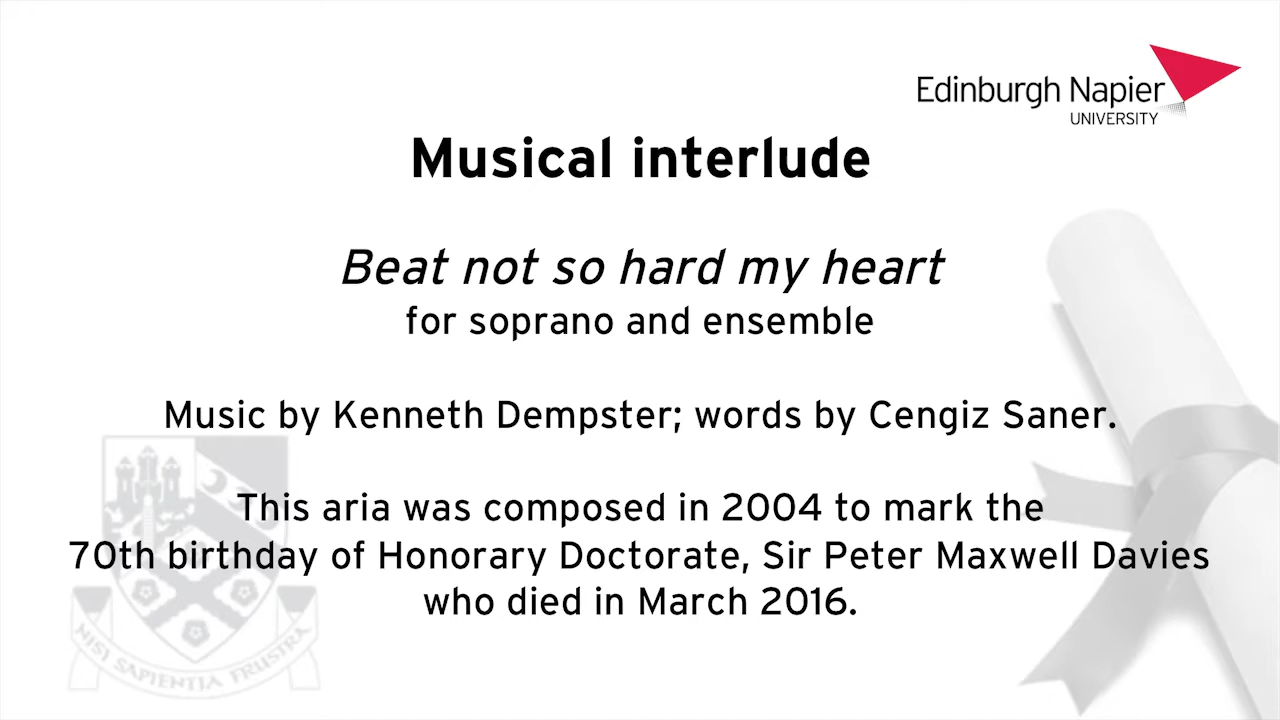 Edinburgh Napier
UNIVERSITY
Musical interlude
Beat not so hard my heart
for soprano and ensemble
Music by Kenneth Dempster; words by Cengiz Saner.
This aria was composed in 2004 to mark the
70th birthday of Honorary Doctorate, Sir Peter Maxwell Davies
who died in March 2016.
NISI SAPIENTIA FRUSTRA